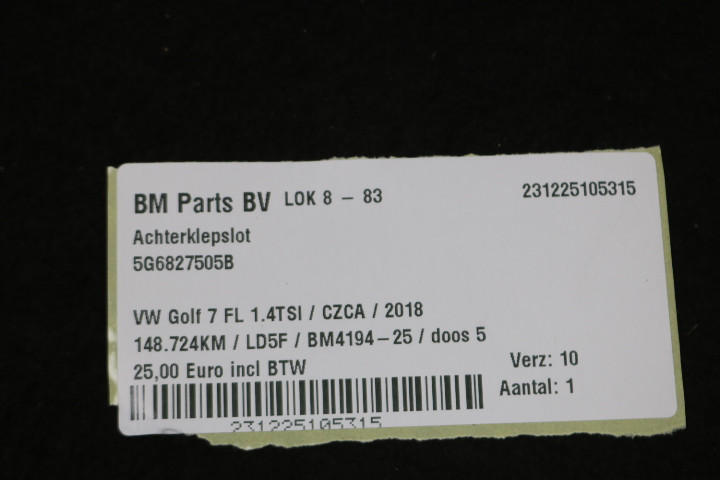 BM Parts BV LOK 8 – 83 231225105315
Achterklepslot
5G6827505B
VW Golf 7 FL 1.4TSI / CZCA / 2018
148.724KM / LD5F / BM4194-25 / doos 5
25,00 Euro incl BTW Verz: 10
Aantal: 1
231225105315